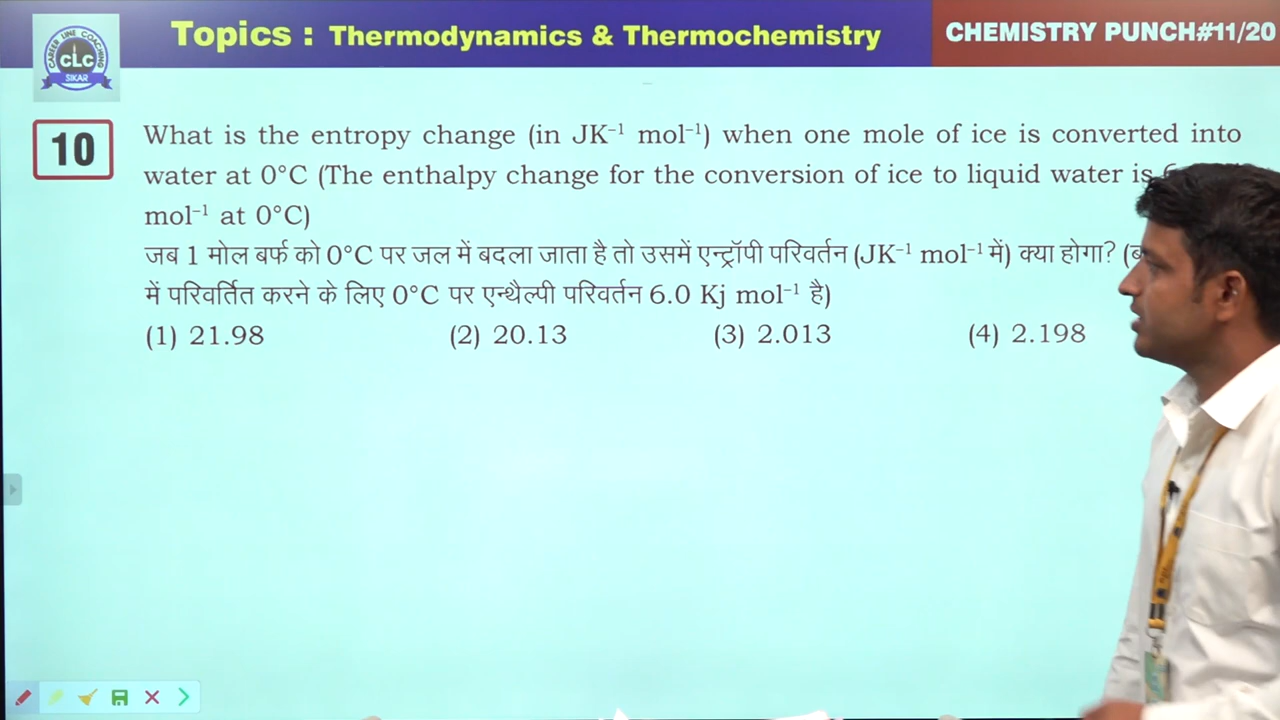 Topics : Thermodynamics & Thermochemistry
CHEMISTRY PUNCH#11/20
CAREER LINE COACHING
CLC
SIKAR
10
What is the entropy change (in JK⁻¹ mol⁻¹) when one mole of ice is converted into
water at 0°C (The enthalpy change for the conversion of ice to liquid water is
mol⁻¹ at 0°C)
जब 1 मोल बर्फ को 0°C पर जल में बदला जाता है तो उसमें एन्ट्रॉपी परिवर्तन (JK⁻¹ mol⁻¹ में) क्या होगा?
में परिवर्तित करने के लिए 0°C पर एन्थैल्पी परिवर्तन 6.0 Kj mol⁻¹ है)
(1) 21.98 (2) 20.13 (3) 2.013 (4) 2.198